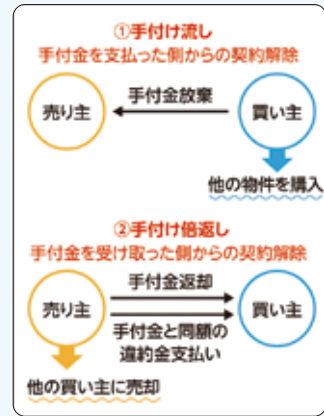 ①手付け流し
手付金を支払った側からの契約解除
売り主
手付金放棄
買い主
他の物件を購入
②手付け倍返し
手付金を受け取った側からの契約解除
売り主
手付金返却
買い主
手付金と同額の
違約金支払い
他の買い主に売却